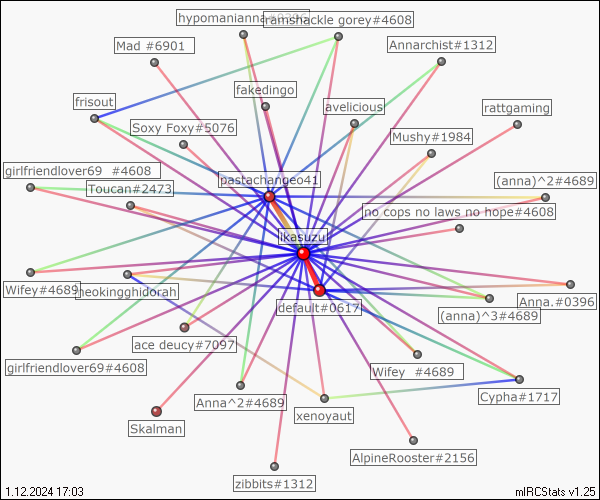 hypomanianna#0396
ramshackle gorey#4608
Mad #6901
Annarchist#1312
fakedingo
frisout
avelicious
rattgaming
Soxy Foxy#5076
Mushy#1984
girlfriendlover69 #4608
pastachangeo41
(anna)^2#4689
Toucan#2473
no cops no laws no hope#4608
ikasuzu
Wifey#4689
theokingghidorah
default#0617
Anna.#0396
(anna)^3#4689
ace deucy#7097
girlfriendlover69#4608
Wifey #4689
Anna^2#4689
Cypha#1717
xenoyaut
Skalman
AlpineRooster#2156
zibbits#1312
1.12.2024 17:03
mIRCStats v1.25